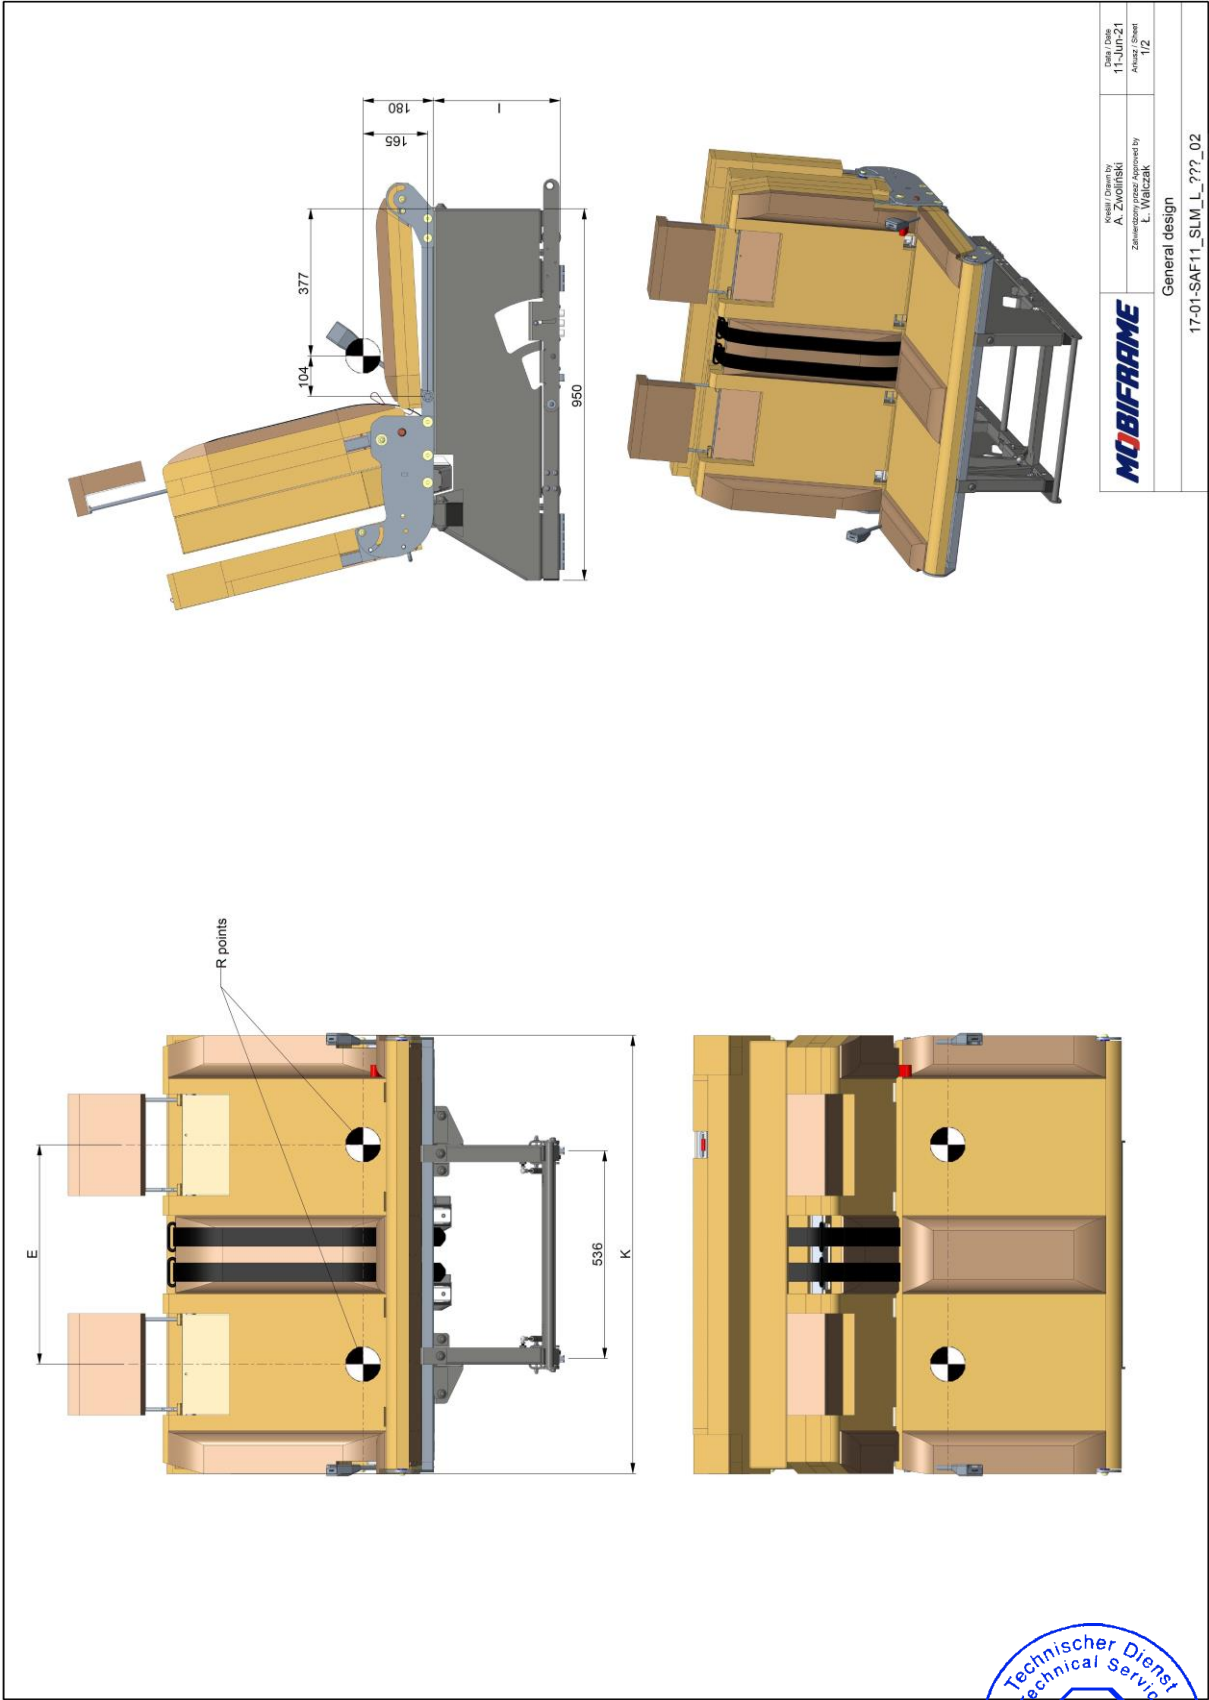 180
165
I
377
104
950
R points
E
536
K
Kreślił / Drawn by
A. Zwoliński
Data / Date
11-Jun-21
Zatwierdzony przez/ Approved by
Ł. Walczak
Arkusz / Sheet
1/2
MOBIFRAME
General design
17-01-SAF11_SLM_L_???_02
Technischer Dienst
Technical Servic